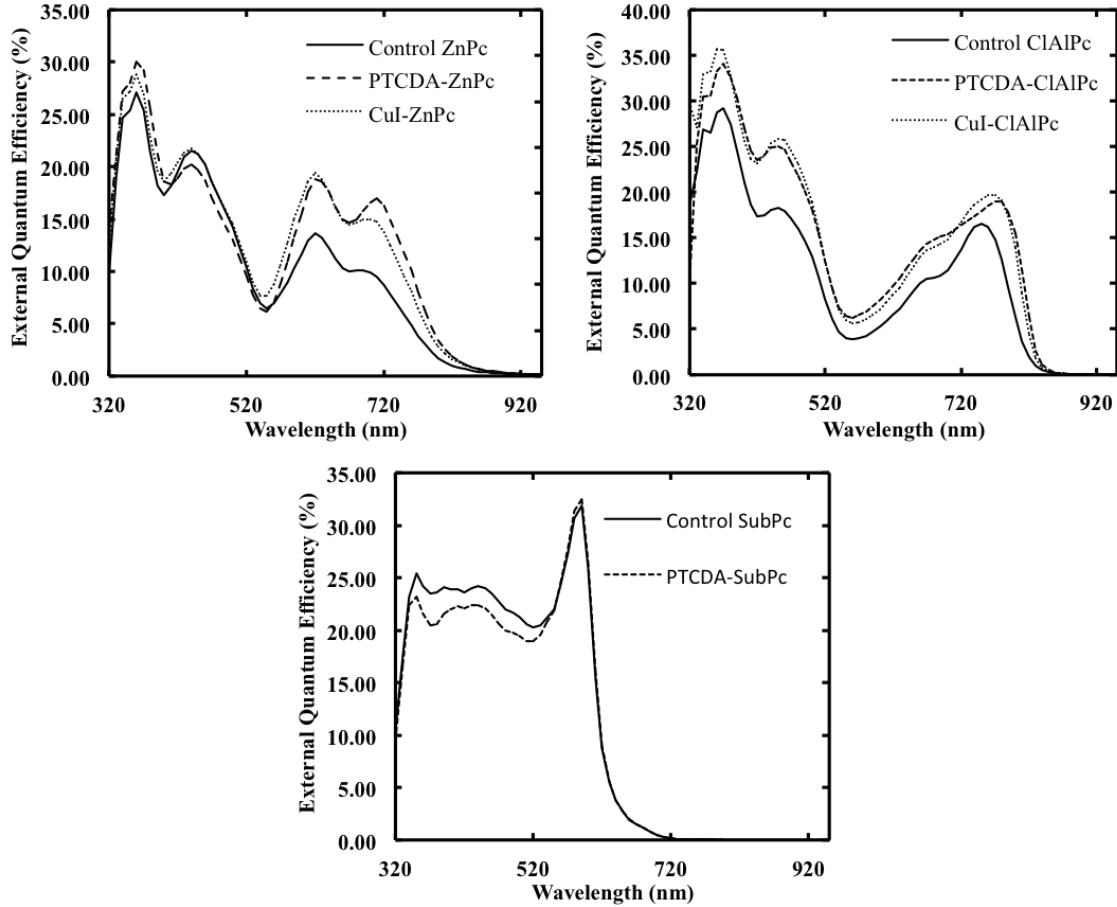 External Quantum Efficiency (%)
35.00
30.00
25.00
20.00
15.00
10.00
5.00
0.00
Control ZnPc
PTCDA-ZnPc
CuI-ZnPc
320 520 720 920
Wavelength (nm)
External Quantum Efficiency (%)
40.00
35.00
30.00
25.00
20.00
15.00
10.00
5.00
0.00
Control ClAlPc
PTCDA-ClAlPc
CuI-ClAlPc
320 520 720 920
Wavelength (nm)
External Quantum Efficiency (%)
35.00
30.00
25.00
20.00
15.00
10.00
5.00
0.00
Control SubPc
PTCDA-SubPc
320 520 720 920
Wavelength (nm)